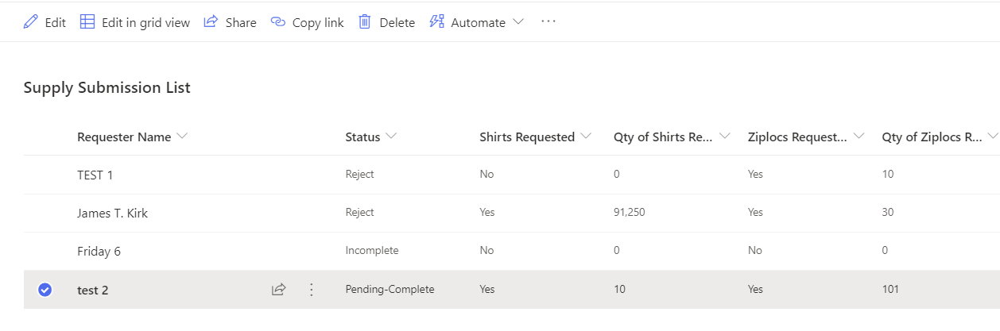 Edit Edit in grid view Share Copy link Delete Automate ...
Supply Submission List
Requester Name Status Shirts Requested Qty of Shirts Re... Ziplocs Request... Qty of Ziplocs R...
TEST 1 Reject No 0 Yes 10
James T. Kirk Reject Yes 91,250 Yes 30
Friday 6 Incomplete No 0 No 0
test 2 Pending-Complete Yes 10 Yes 101